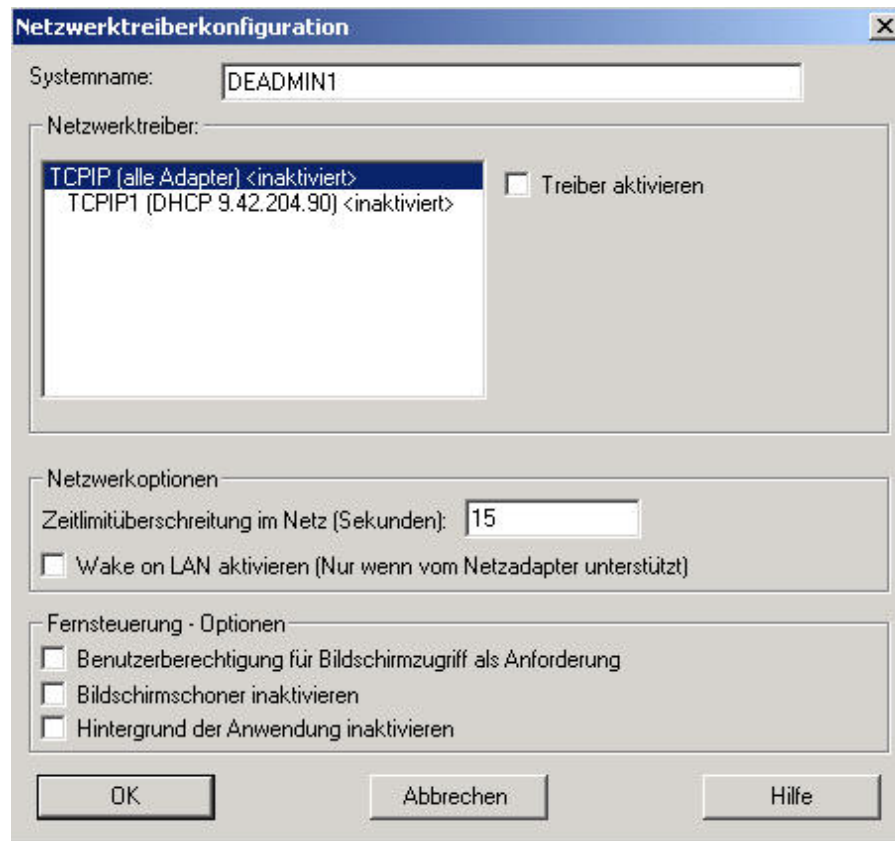 Netzwerktreiberkonfiguration
Systemname: DEADMIN1
Netzwerktreiber:
TCPIP (alle Adapter) <inaktiviert>
Treiber aktivieren
TCPIP1 (DHCP 9.42.204.90) <inaktiviert>
Netzwerkoptionen
Zeitlimitüberschreitung im Netz (Sekunden): 15
Wake on LAN aktivieren (Nur wenn vom Netzadapter unterstützt)
Fernsteuerung - Optionen
Benutzerberechtigung für Bildschirmzugriff als Anforderung
Bildschirmschoner inaktivieren
Hintergrund der Anwendung inaktivieren
OK Abbrechen Hilfe